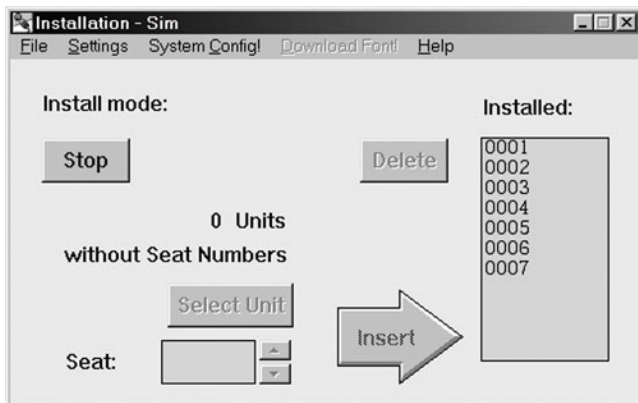 Installation - Sim
File Settings System Config! Download Font! Help
Install mode:
Installed:
Stop
Delete
0001
0002
0003
0004
0005
0006
0007
0 Units
without Seat Numbers
Select Unit
Insert
Seat: